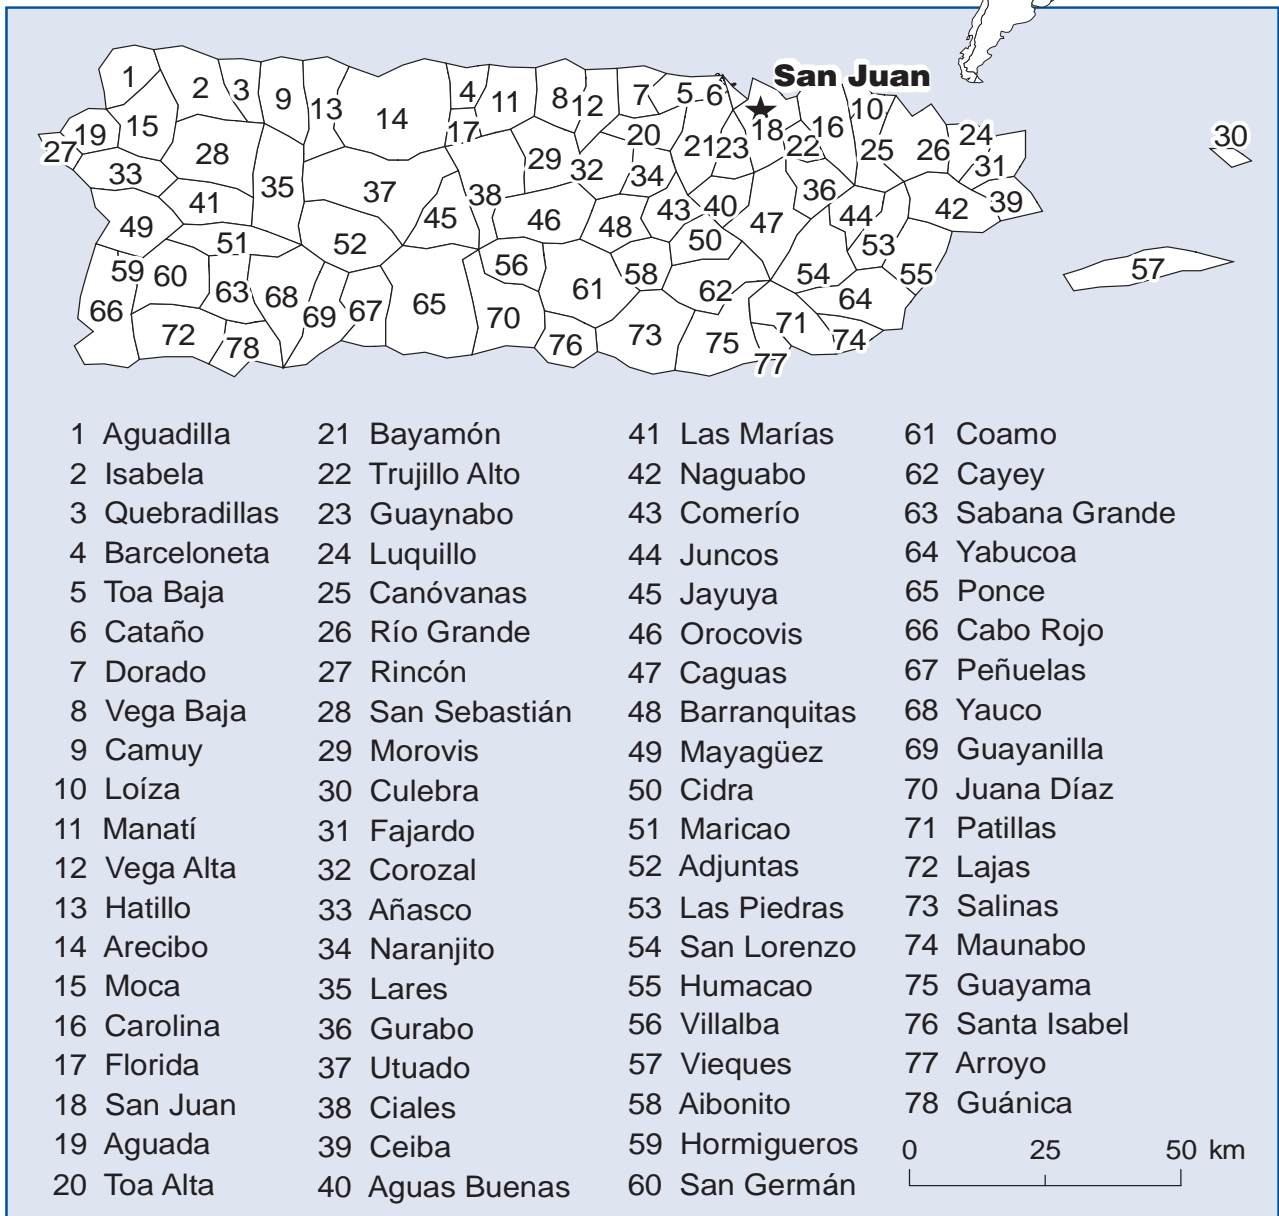 San Juan
1 2 3 9 13 14 4 11 8 12 7 5 6 10
19 15 17 20 18 16 24 30
27 28 29 32 21 23 22 25 26 31
33 35 37 38 34 36
41 45 46 48 43 40 47 44 42 39
49 51 52 50 53
59 60 56 58 54 55 57
66 63 68 69 67 65 70 61 62 64
72 78 76 73 75 71 74
77
1 Aguadilla
2 Isabela
3 Quebradillas
4 Barceloneta
5 Toa Baja
6 Cataño
7 Dorado
8 Vega Baja
9 Camuy
10 Loíza
11 Manatí
12 Vega Alta
13 Hatillo
14 Arecibo
15 Moca
16 Carolina
17 Florida
18 San Juan
19 Aguada
20 Toa Alta
21 Bayamón
22 Trujillo Alto
23 Guaynabo
24 Luquillo
25 Canóvanas
26 Río Grande
27 Rincón
28 San Sebastián
29 Morovis
30 Culebra
31 Fajardo
32 Corozal
33 Añasco
34 Naranjito
35 Lares
36 Gurabo
37 Utuado
38 Ciales
39 Ceiba
40 Aguas Buenas
41 Las Marías
42 Naguabo
43 Comerío
44 Juncos
45 Jayuya
46 Orocovis
47 Caguas
48 Barranquitas
49 Mayagüez
50 Cidra
51 Maricao
52 Adjuntas
53 Las Piedras
54 San Lorenzo
55 Humacao
56 Villalba
57 Vieques
58 Aibonito
59 Hormigueros
60 San Germán
61 Coamo
62 Cayey
63 Sabana Grande
64 Yabucoa
65 Ponce
66 Cabo Rojo
67 Peñuelas
68 Yauco
69 Guayanilla
70 Juana Díaz
71 Patillas
72 Lajas
73 Salinas
74 Maunabo
75 Guayama
76 Santa Isabel
77 Arroyo
78 Guánica
0 25 50 km